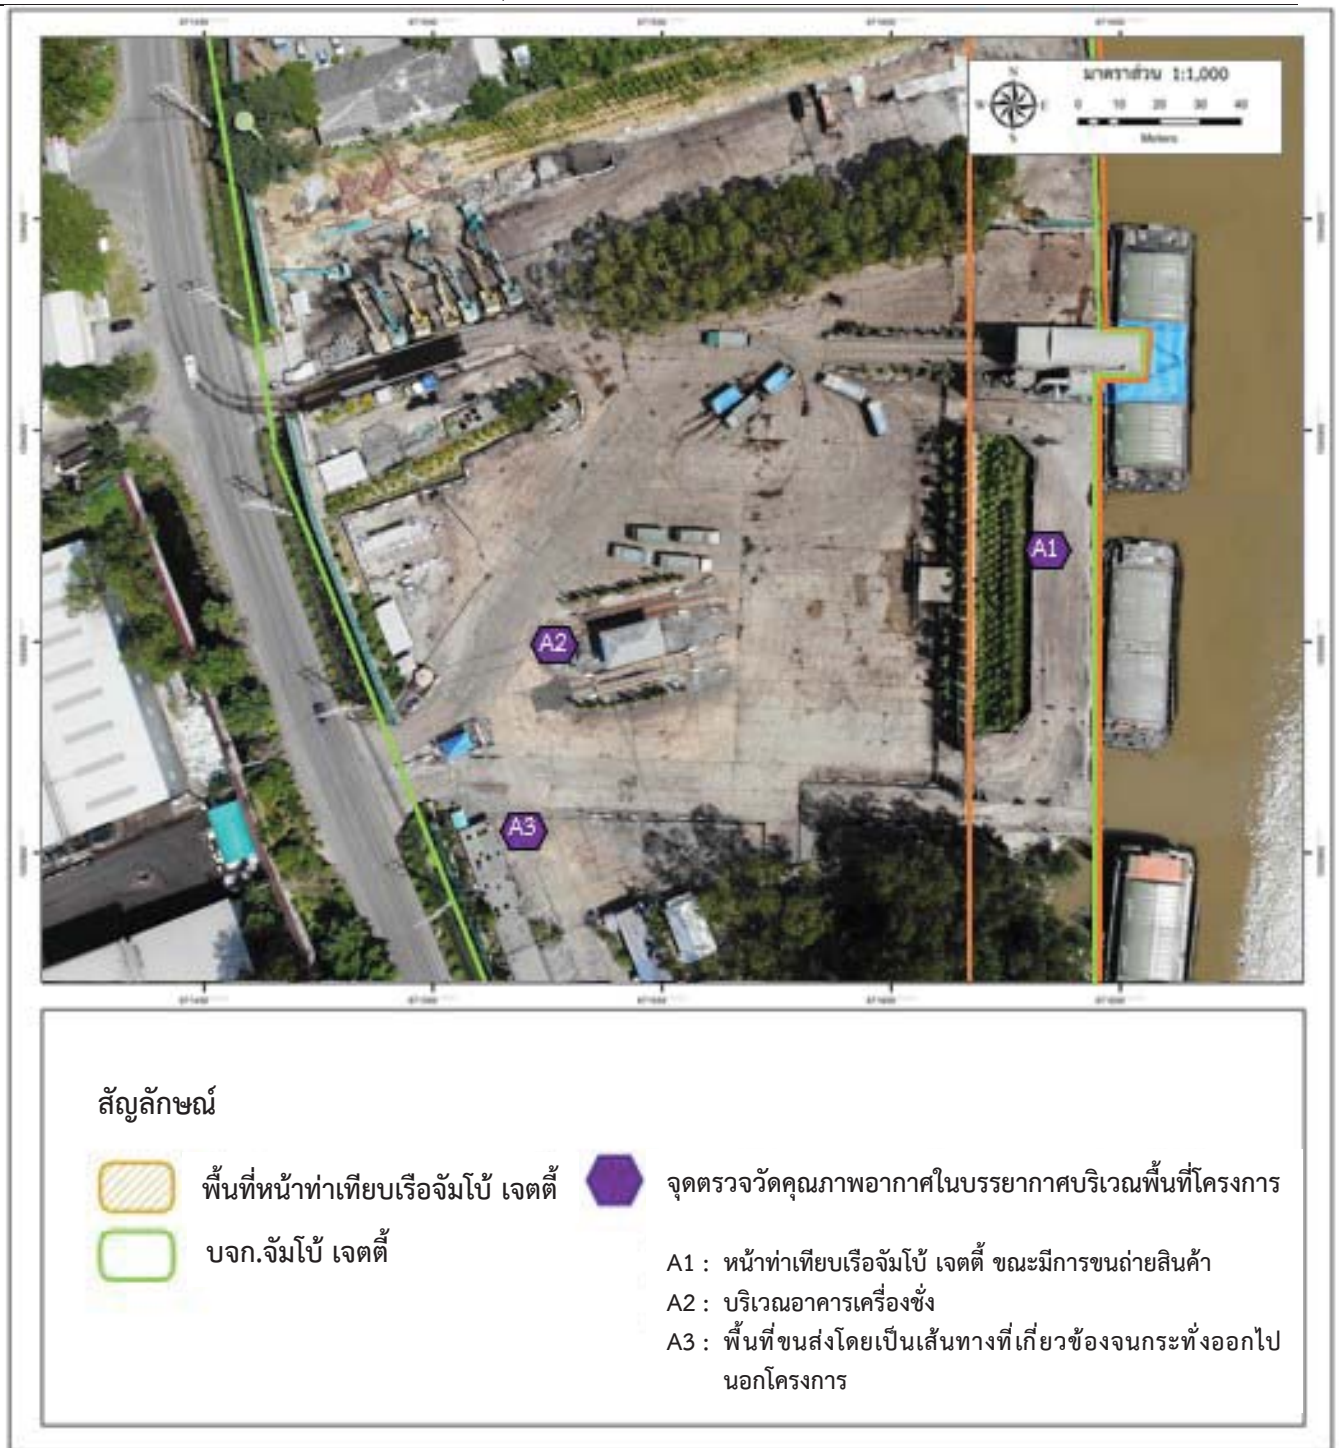 มาตราส่วน 1:1,000
N
W E
S
0 10 20 30 40
Meters
A1
A2
A3
สัญลักษณ์
พื้นที่หน้าท่าเทียบเรือจัมโบ้ เจตตี้
บจก.จัมโบ้ เจตตี้
จุดตรวจวัดคุณภาพอากาศในบรรยากาศบริเวณพื้นที่โครงการ
A1 : หน้าท่าเทียบเรือจัมโบ้ เจตตี้ ขณะมีการขนถ่ายสินค้า
A2 : บริเวณอาคารเครื่องชั่ง
A3 : พื้นที่ขนส่งโดยเป็นเส้นทางที่เกี่ยวข้องจนกระทั่งออกไป
นอกโครงการ